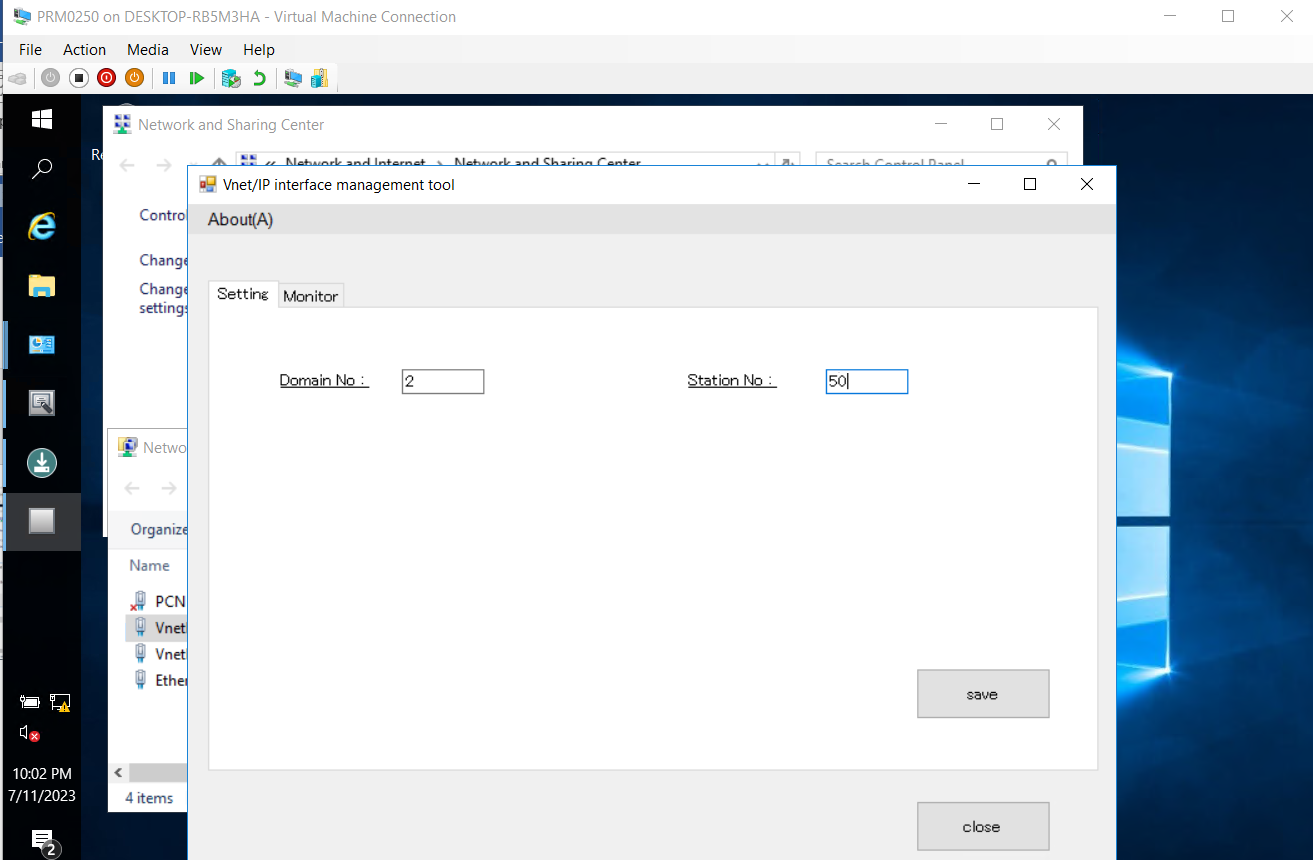 PRM0250 on DESKTOP-RB5M3HA - Virtual Machine Connection
File Action Media View Help
Network and Sharing Center
Network and Internet > Network and Sharing Center
Search Control Panel
Vnet/IP interface management tool
About(A)
Contro
Change
Change
settings
Setting Monitor
Domain No : 2 Station No : 50
Netwo
Organize
Name
PCN
Vnet
Vnet
Ether
save
4 items
close
10:02 PM
7/11/2023
2